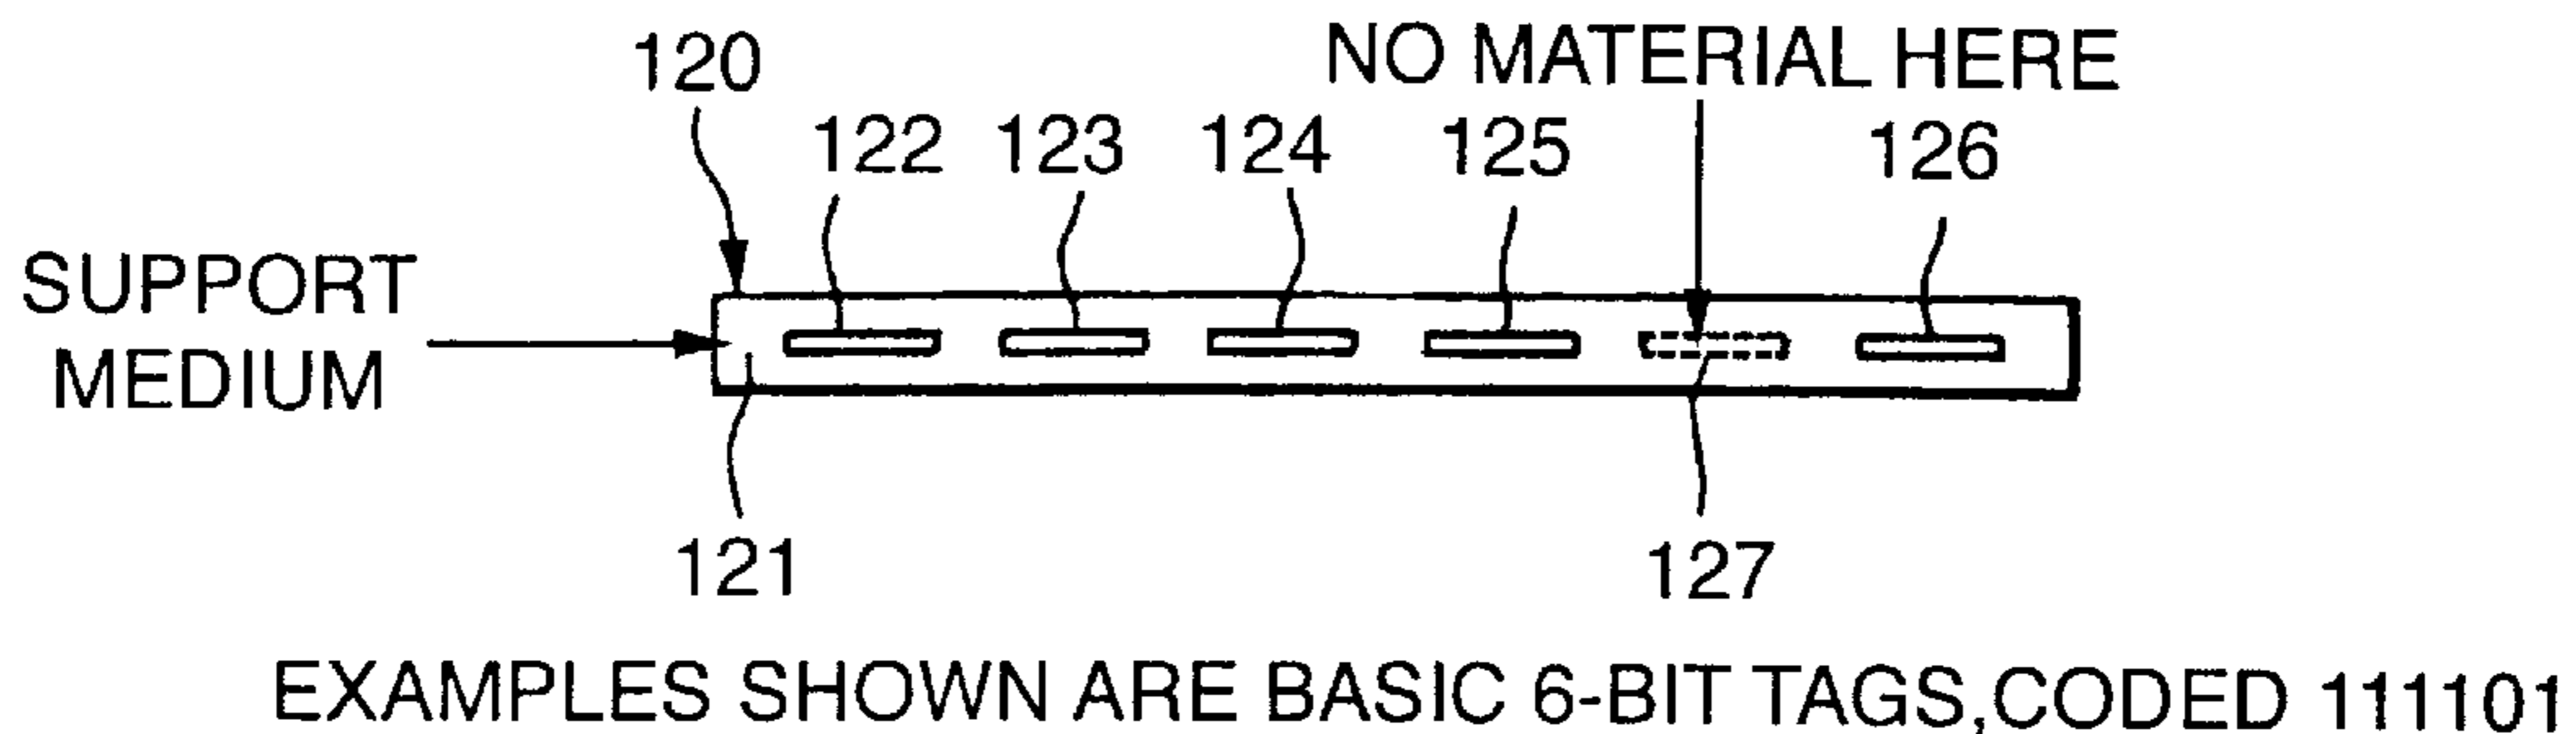 NO MATERIAL HERE
120
122 123 124 125 126
SUPPORT
MEDIUM
121
127
EXAMPLES SHOWN ARE BASIC 6-BIT TAGS,CODED 111101